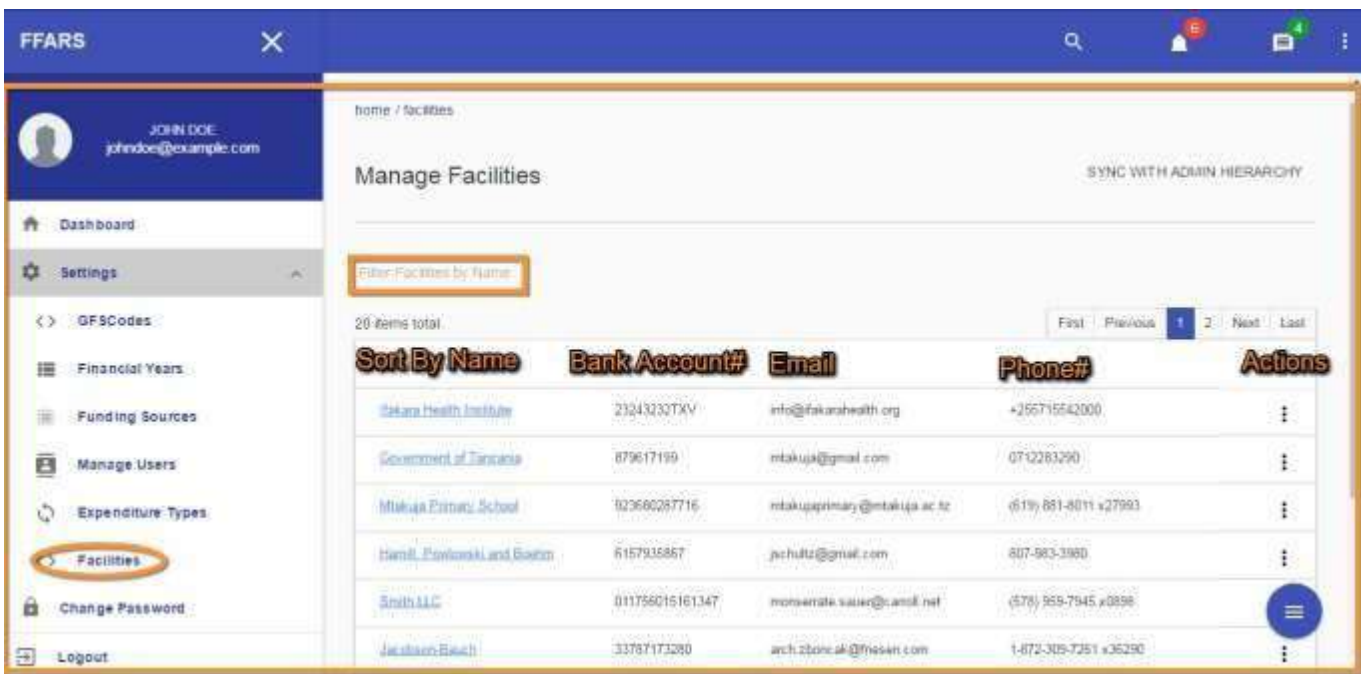 FFARS
6
4
JOHN DOE
johndoe@example.com
home / facilities
Manage Facilities
SYNC WITH ADMIN HIERARCHY
Dashboard
Settings
Filter Facilities by Name
GFSCodes
20 items total
First Previous 1 2 Next Last
Financial Years
Sort By Name Bank Account# Email Phone# Actions
Funding Sources
Ifakara Health Institute 23243232TXV info@ifakarahealth.org +255715542000
Manage Users
Government of Tanzania 879617199 mtakuja@gmail.com 0712283290
Expenditure Types
Mtakuja Primary School 923680287716 mtakujaprimary@mtakuja.ac.tz (619) 881-8011 x27993
Facilities
Hamill, Powlowski and Boehm 6157935867 jschultz@gmail.com 807-983-3980
Change Password
Smith LLC 011756015161347 monserrate.sauer@carroll.net (578) 959-7945 x0898
Logout
Jacobson-Bauch 33787173280 arch.zboncak@friesen.com 1-872-309-7261 x36290